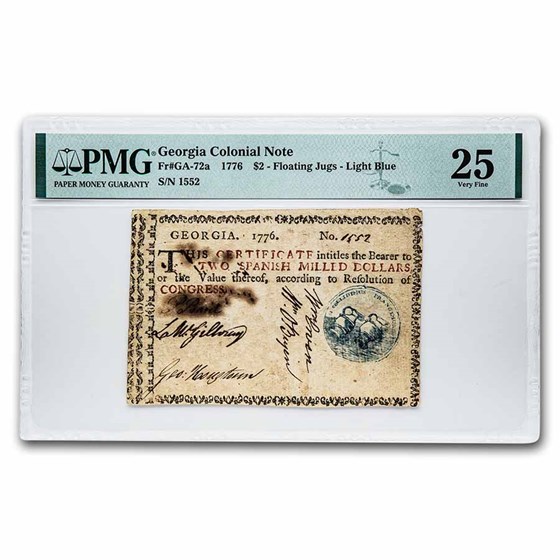 PMG
PAPER MONEY GUARANTY
Georgia Colonial Note
Fr#GA-72a 1776 $2 - Floating Jugs - Light Blue
S/N 1552
25
Very Fine
GEORGIA. 1776. No. 1552
THIS CERTIFICATE intitles the Bearer to
TWO SPANISH MILLED DOLLARS,
or the Value thereof, according to Resolution of
CONGRESS.